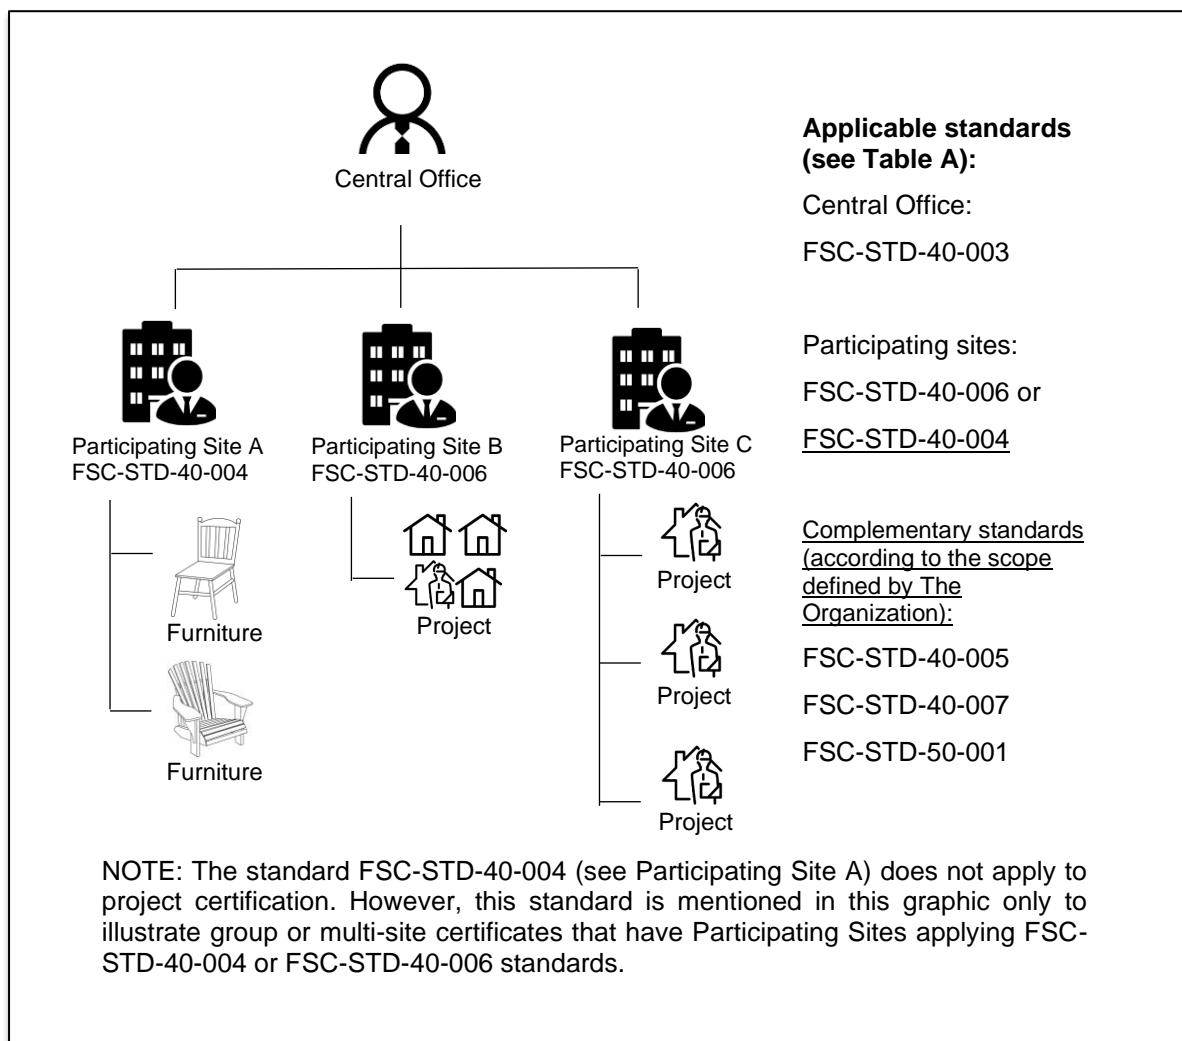 Central Office
Participating Site A
FSC-STD-40-004
Furniture
Furniture
Participating Site B
FSC-STD-40-006
Project
Participating Site C
FSC-STD-40-006
Project
Project
Project
Applicable standards
(see Table A):
Central Office:
FSC-STD-40-003
Participating sites:
FSC-STD-40-006 or
FSC-STD-40-004
Complementary standards
(according to the scope
defined by The
Organization):
FSC-STD-40-005
FSC-STD-40-007
FSC-STD-50-001
NOTE: The standard FSC-STD-40-004 (see Participating Site A) does not apply to
project certification. However, this standard is mentioned in this graphic only to
illustrate group or multi-site certificates that have Participating Sites applying FSC-
STD-40-004 or FSC-STD-40-006 standards.